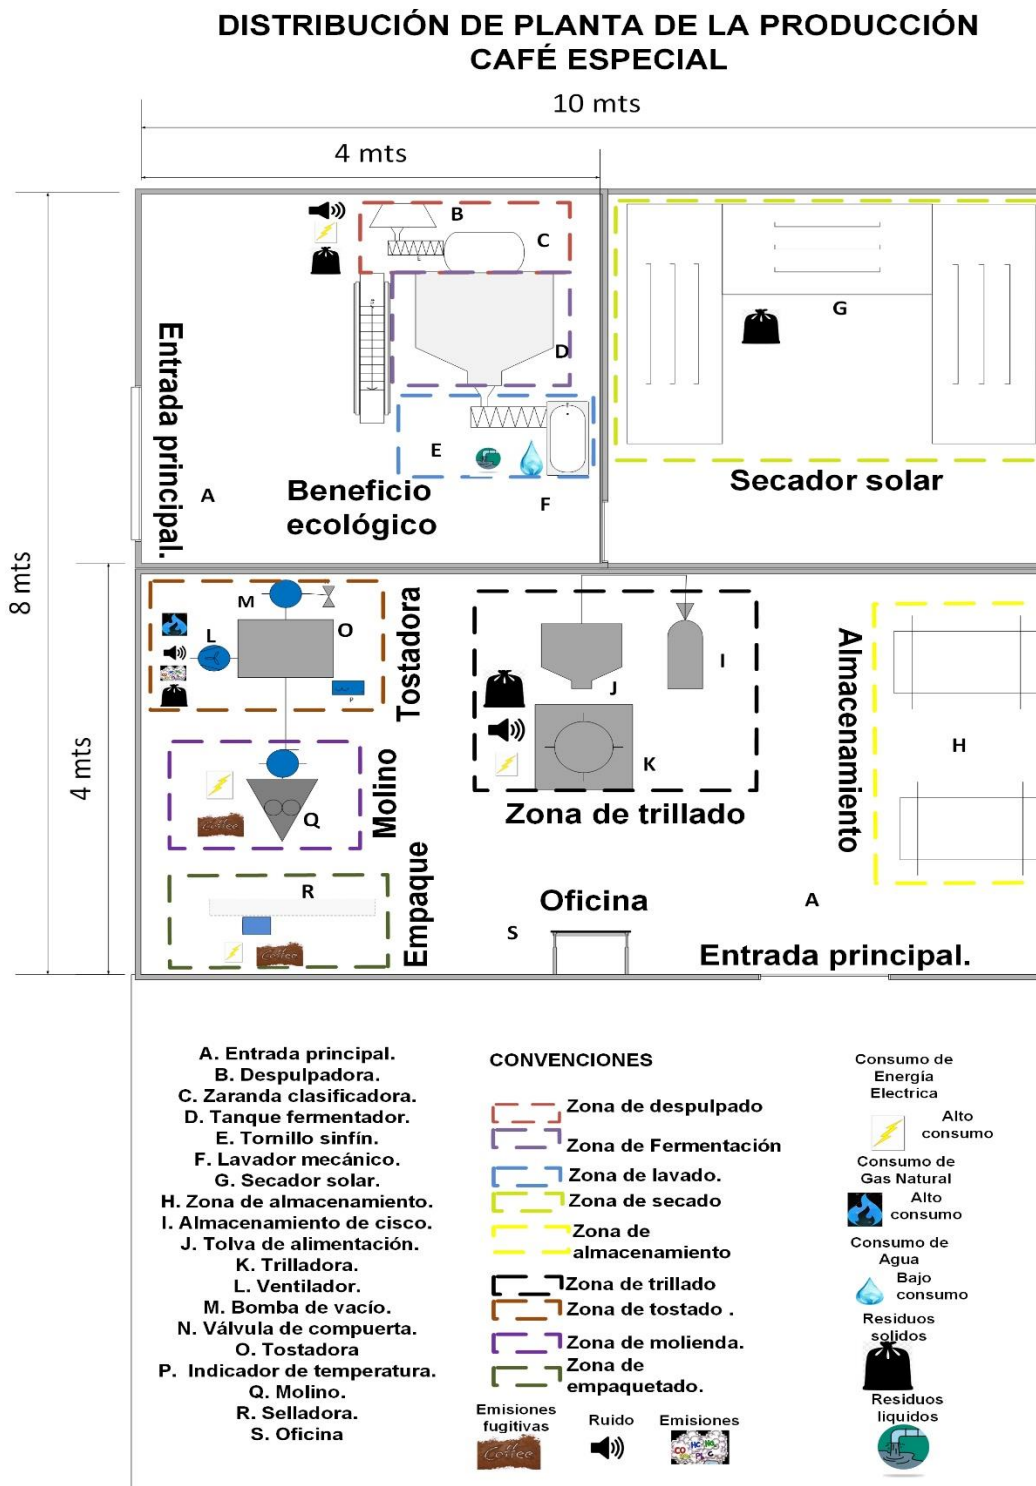 DISTRIBUCIÓN DE PLANTA DE LA PRODUCCIÓN
CAFÉ ESPECIAL
10 mts
4 mts
8 mts
4 mts
B
C
D
E
F
G
A
Entrada principal.
Beneficio
ecológico
Secador solar
M
O
L
P
Tostadora
I
J
K
Zona de trillado
Almacenamiento
H
Q
Coffee
Molino
R
Coffee
Empaque
S
Oficina
A
Entrada principal.
A. Entrada principal.
B. Despulpadora.
C. Zaranda clasificadora.
D. Tanque fermentador.
E. Tornillo sinfín.
F. Lavador mecánico.
G. Secador solar.
H. Zona de almacenamiento.
I. Almacenamiento de cisco.
J. Tolva de alimentación.
K. Trilladora.
L. Ventilador.
M. Bomba de vacío.
N. Válvula de compuerta.
O. Tostadora
P. Indicador de temperatura.
Q. Molino.
R. Selladora.
S. Oficina
CONVENCIONES
Zona de despulpado
Zona de Fermentación
Zona de lavado.
Zona de secado
Zona de
almacenamiento
Zona de trillado
Zona de tostado .
Zona de molienda.
Zona de
empaquetado.
Emisiones
fugitivas
Coffee
Ruido
Emisiones
CO HC NO
Consumo de
Energía
Electrica
Alto
consumo
Consumo de
Gas Natural
Alto
consumo
Consumo de
Agua
Bajo
consumo
Residuos
solidos
Residuos
liquidos